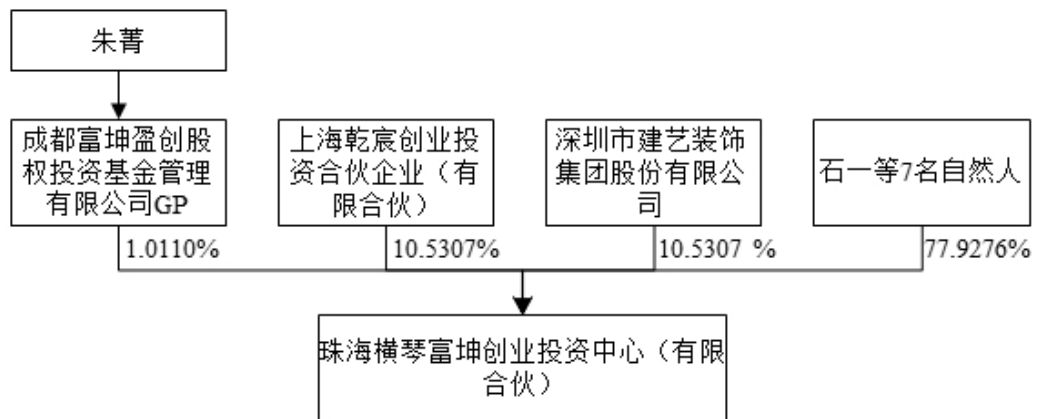 朱菁
成都富坤盈创股
权投资基金管理
有限公司GP
上海乾宸创业投
资合伙企业（有
限合伙）
深圳市建艺装饰
集团股份有限公
司
石一等7名自然人
1.0110%
10.5307%
10.5307 %
77.9276%
珠海横琴富坤创业投资中心（有限
合伙）